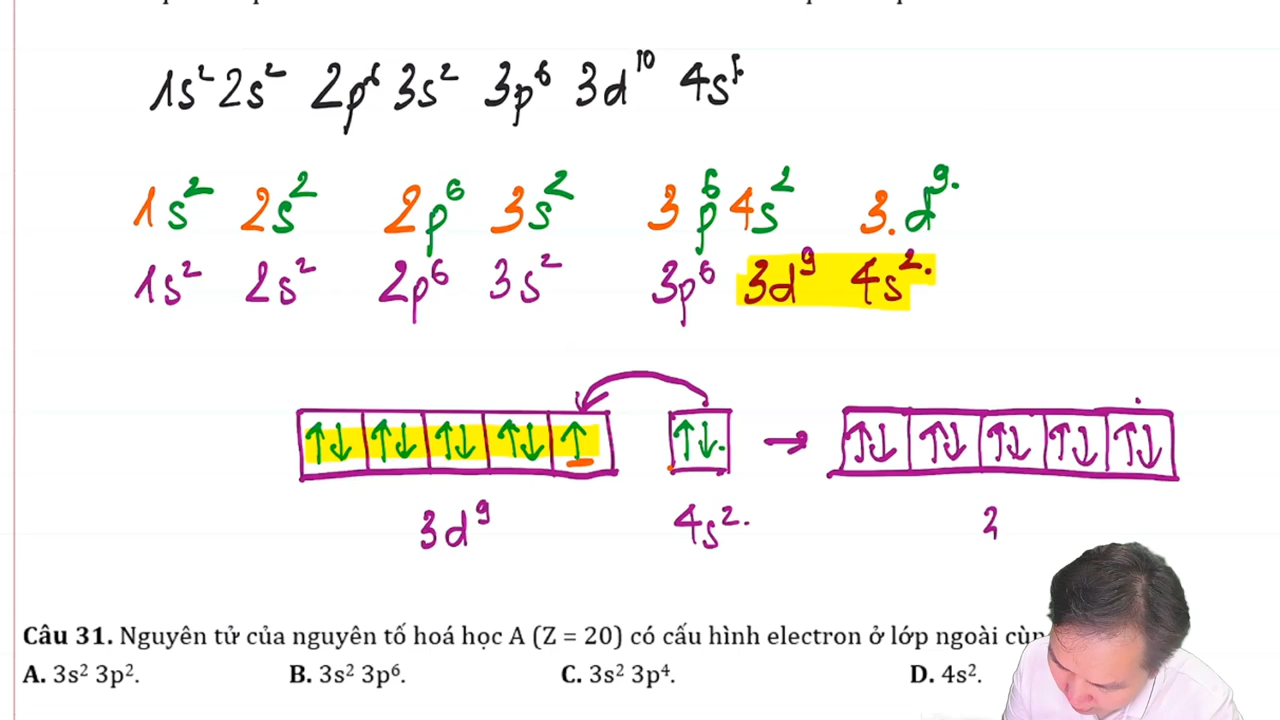 1s² 2s² 2p⁶ 3s² 3p⁶ 3d¹⁰ 4s¹
1s² 2s² 2p⁶ 3s² 3p⁶ 4s² 3.d⁹.
1s² 2s² 2p⁶ 3s² 3p⁶ 3d⁹ 4s².
↑↓ ↑↓ ↑↓ ↑↓ ↑ ↑↓. → ↑↓ ↑↓ ↑↓ ↑↓ ↑↓
3d⁹ 4s².
Câu 31. Nguyên tử của nguyên tố hoá học A (Z = 20) có cấu hình electron ở lớp ngoài
A. 3s² 3p². B. 3s² 3p⁶. C. 3s² 3p⁴. D. 4s².